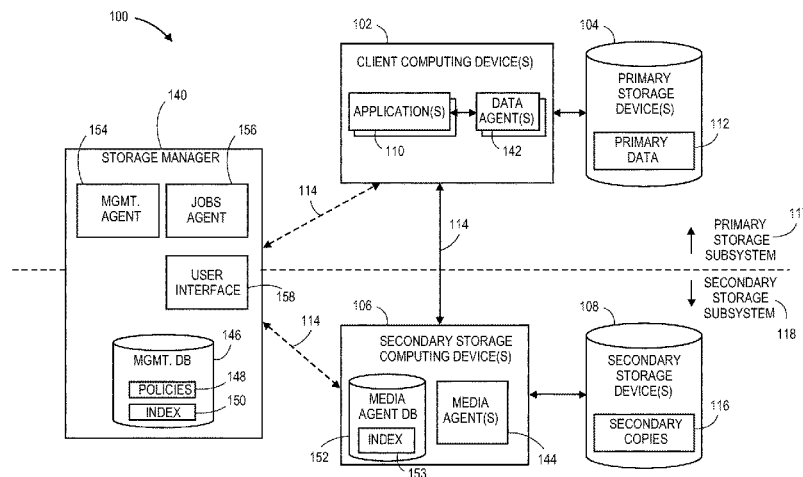 100
102
104
CLIENT COMPUTING DEVICE(S)
PRIMARY
STORAGE
DEVICE(S)
APPLICATION(S)
DATA
AGENT(S)
110
142
PRIMARY
DATA
112
154
140
156
STORAGE MANAGER
MGMT.
AGENT
JOBS
AGENT
114
114
PRIMARY
STORAGE
SUBSYSTEM
USER
INTERFACE
158
SECONDARY
STORAGE
SUBSYSTEM
118
114
106
108
146
MGMT. DB
POLICIES
148
INDEX
150
SECONDARY STORAGE
COMPUTING DEVICE(S)
MEDIA
AGENT DB
INDEX
MEDIA
AGENT(S)
152
153
144
SECONDARY
STORAGE
DEVICE(S)
SECONDARY
COPIES
116